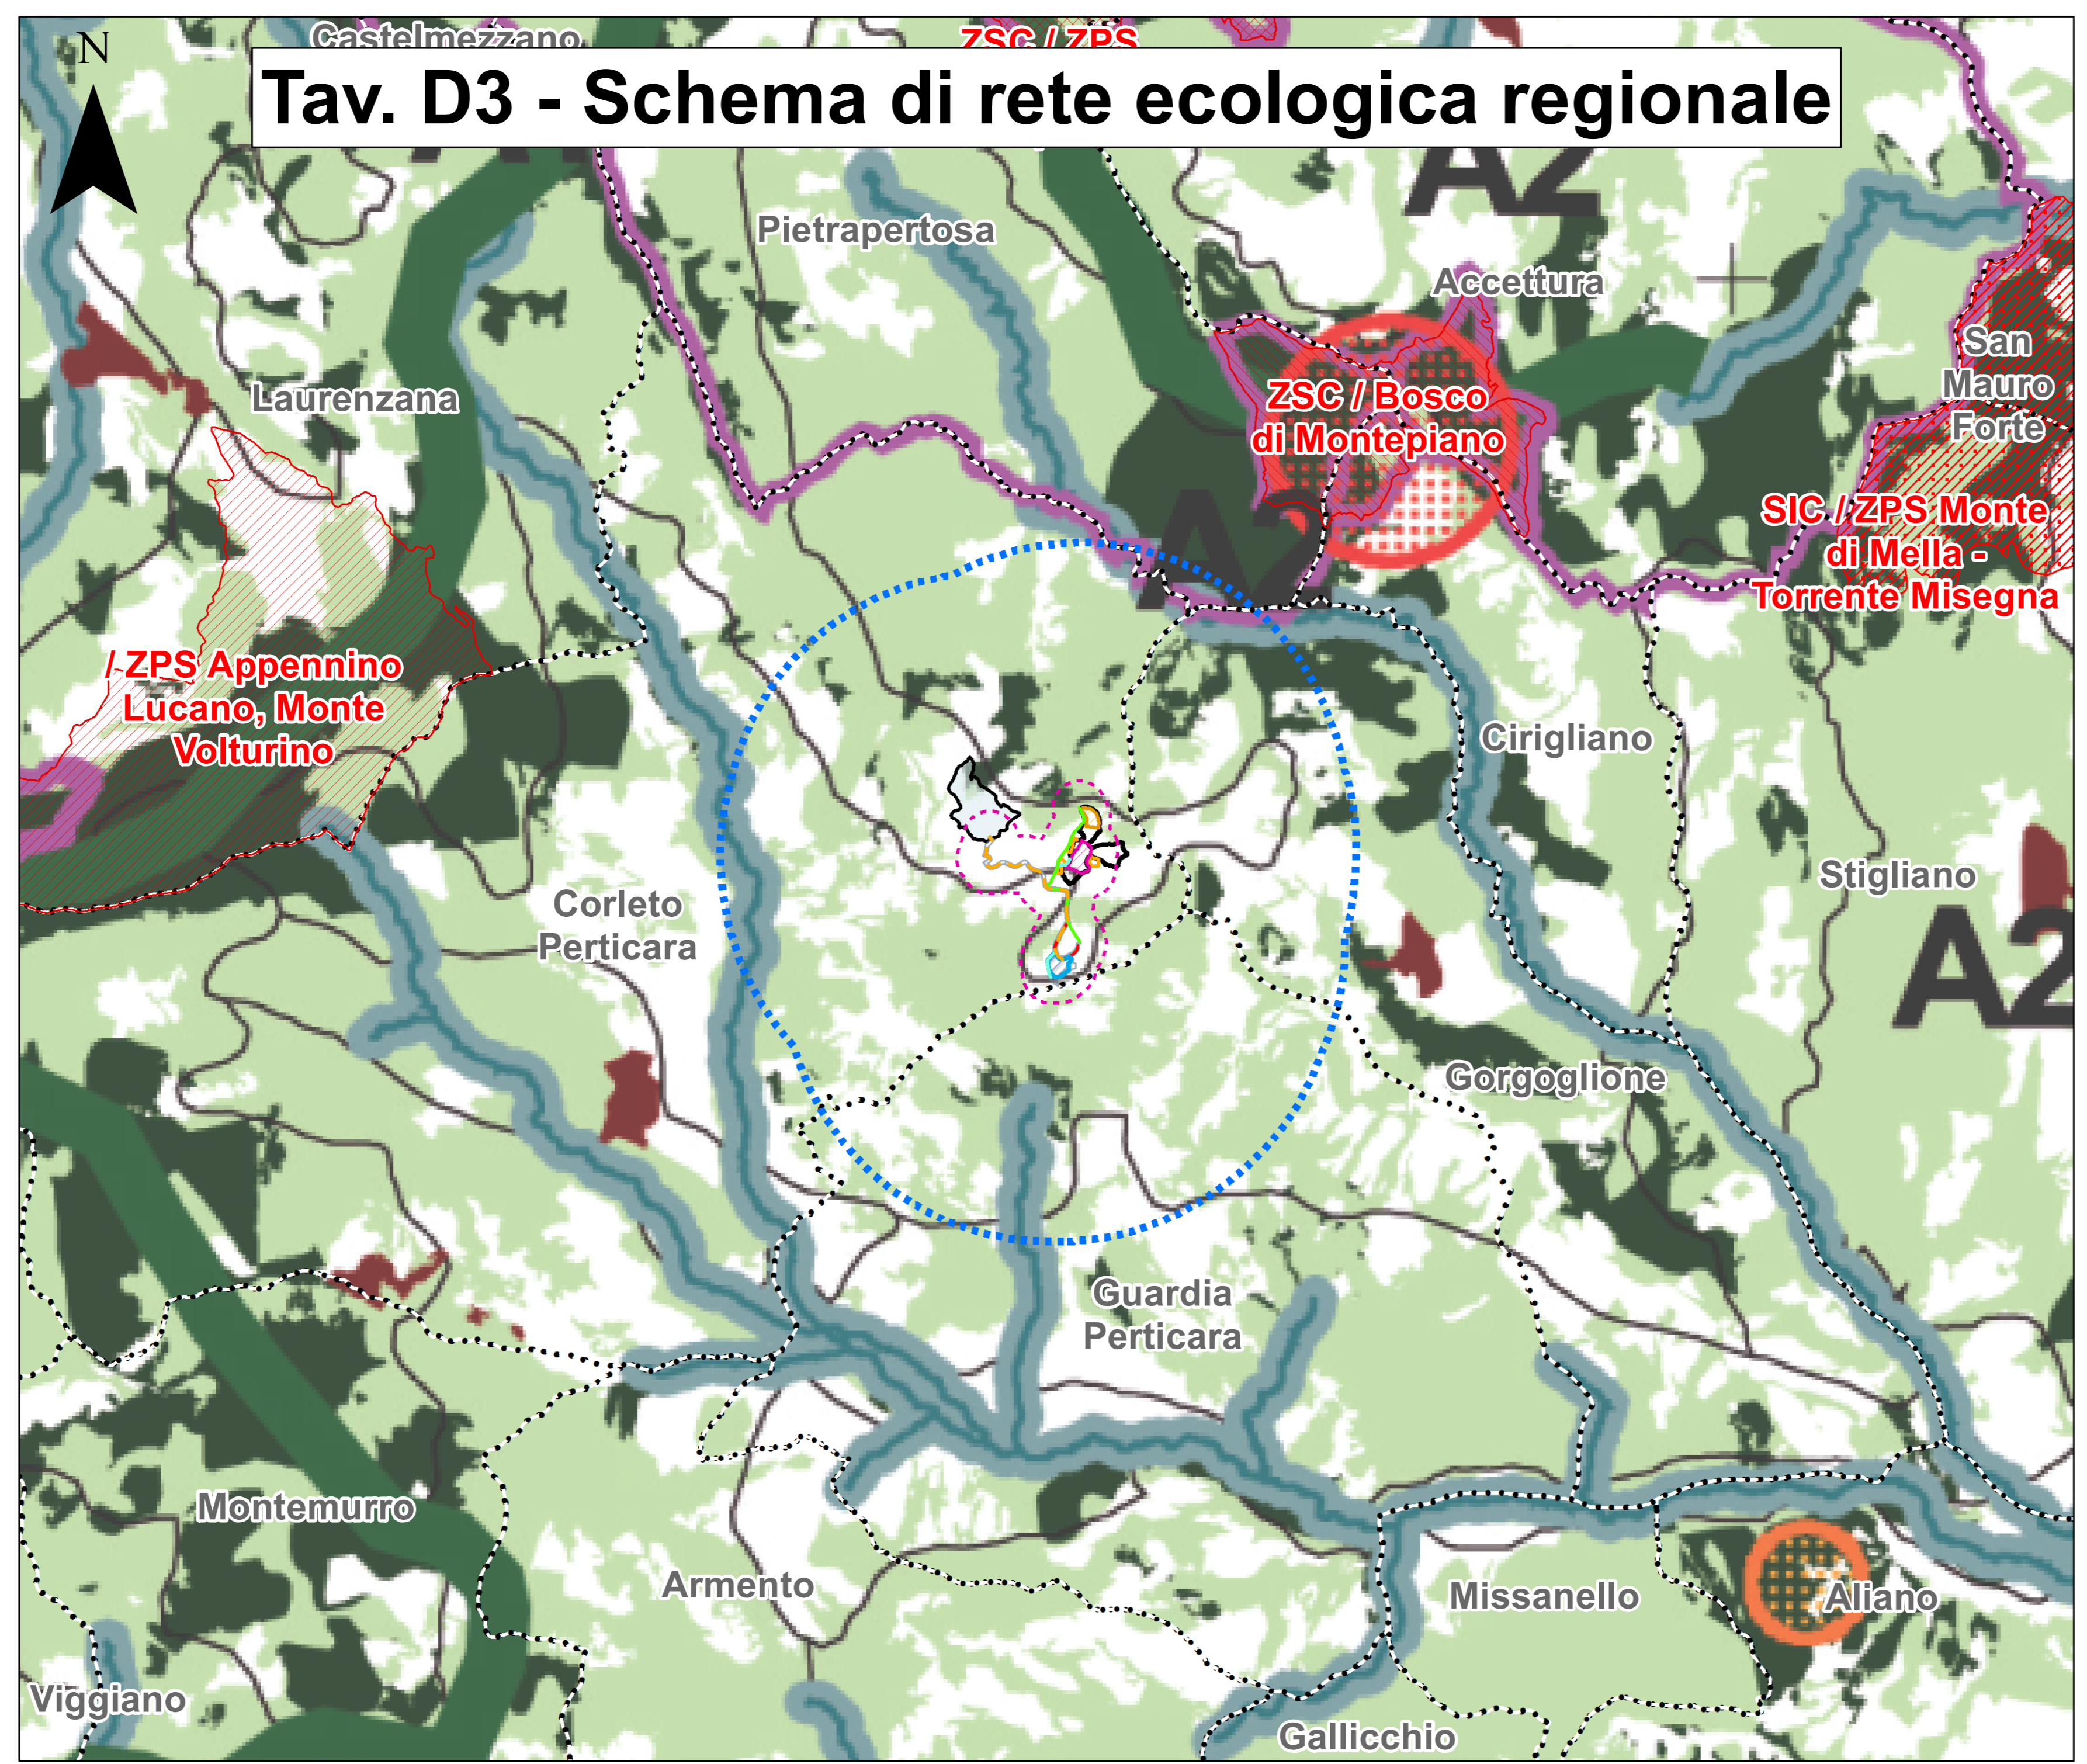 Castelmezzano
ZSC / ZPS
N
Tav. D3 - Schema di rete ecologica regionale
A2
Pietrapertosa
Accettura
San
Mauro
Forte
Laurenzana
ZSC / Bosco
di Montepiano
A2
SIC / ZPS Monte
di Mella -
Torrente Misegna
/ ZPS Appennino
Lucano, Monte
Volturino
Cirigliano
Stigliano
Corleto
Perticara
A2
Gorgoglione
Guardia
Perticara
Montemurro
Armento
Missanello
Aliano
Viggiano
Gallicchio